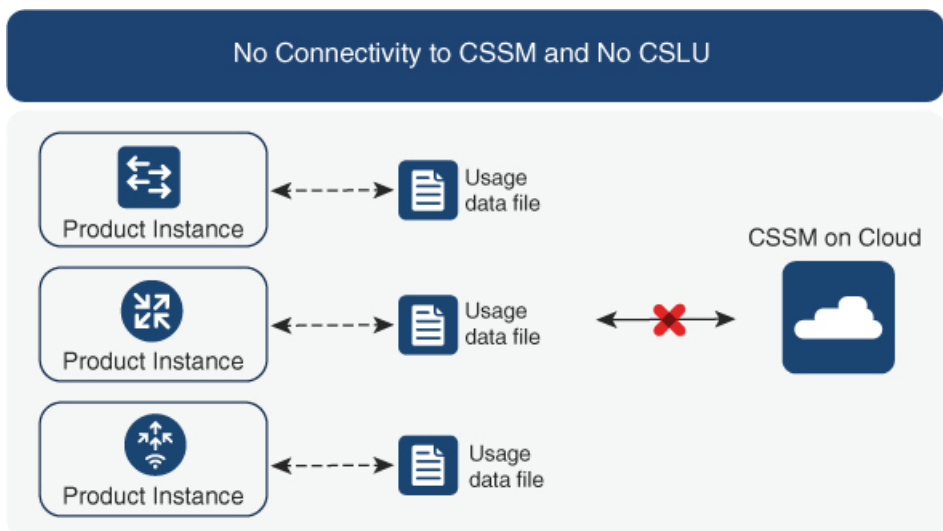 No Connectivity to CSSM and No CSLU
Product Instance
Usage
data file
Product Instance
Usage
data file
CSSM on Cloud
Product Instance
Usage
data file